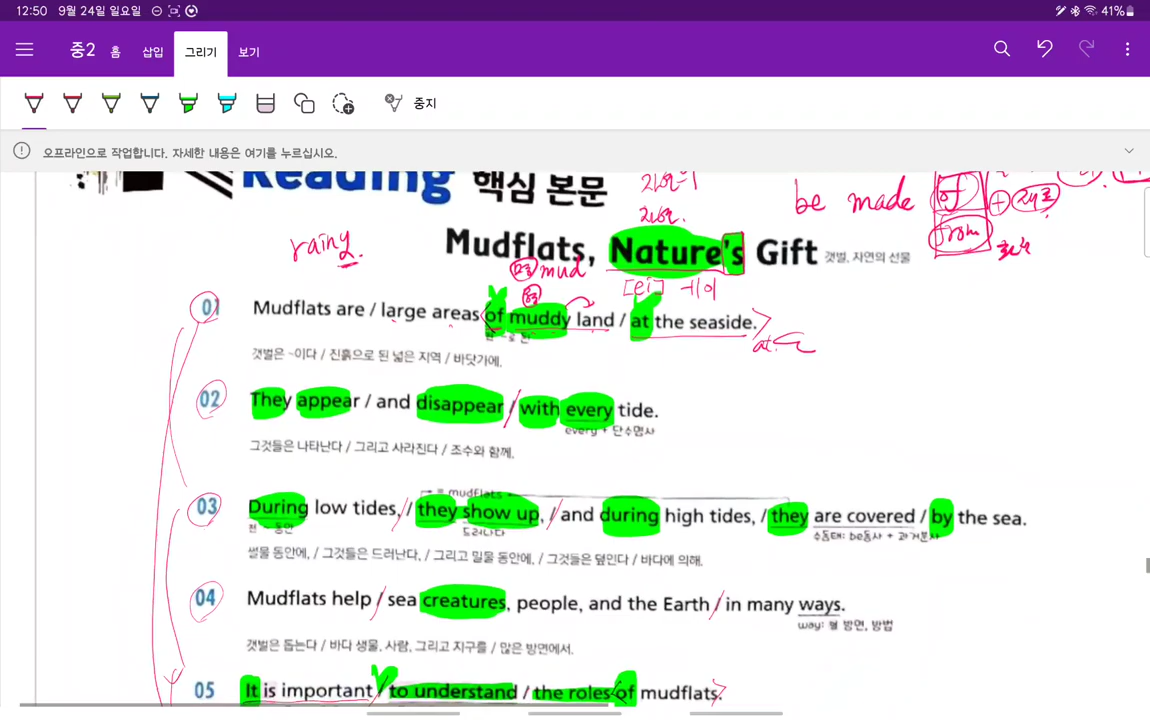 12:50 9월 24일 일요일 41%
중2 홈 삽입 그리기 보기
중지
오프라인으로 작업합니다. 자세한 내용은 여기를 누르십시오.
Reading 핵심 본문
be made of + 재료
from
rainy.
Mudflats, Nature's Gift 갯벌, 자연의 선물
mud
[ei]
01 Mudflats are / large areas of muddy land / at the seaside.
at
갯벌은 ~이다 / 진흙으로 된 넓은 지역 / 바닷가에.
02 They appear / and disappear / with every tide.
every + 단수명사
그것들은 나타난다 / 그리고 사라진다 / 조수와 함께.
= mudflats
03 During low tides, / they show up, / and during high tides, / they are covered / by the sea.
전 ~ 동안 드러나다 수동태: be동사 + 과거분사
썰물 동안에, / 그것들은 드러난다, / 그리고 밀물 동안에, / 그것들은 덮인다 / 바다에 의해.
04 Mudflats help / sea creatures, people, and the Earth / in many ways.
way: 명 방면, 방법
갯벌은 돕는다 / 바다 생물, 사람, 그리고 지구를 / 많은 방면에서.
05 It is important / to understand / the roles of mudflats.